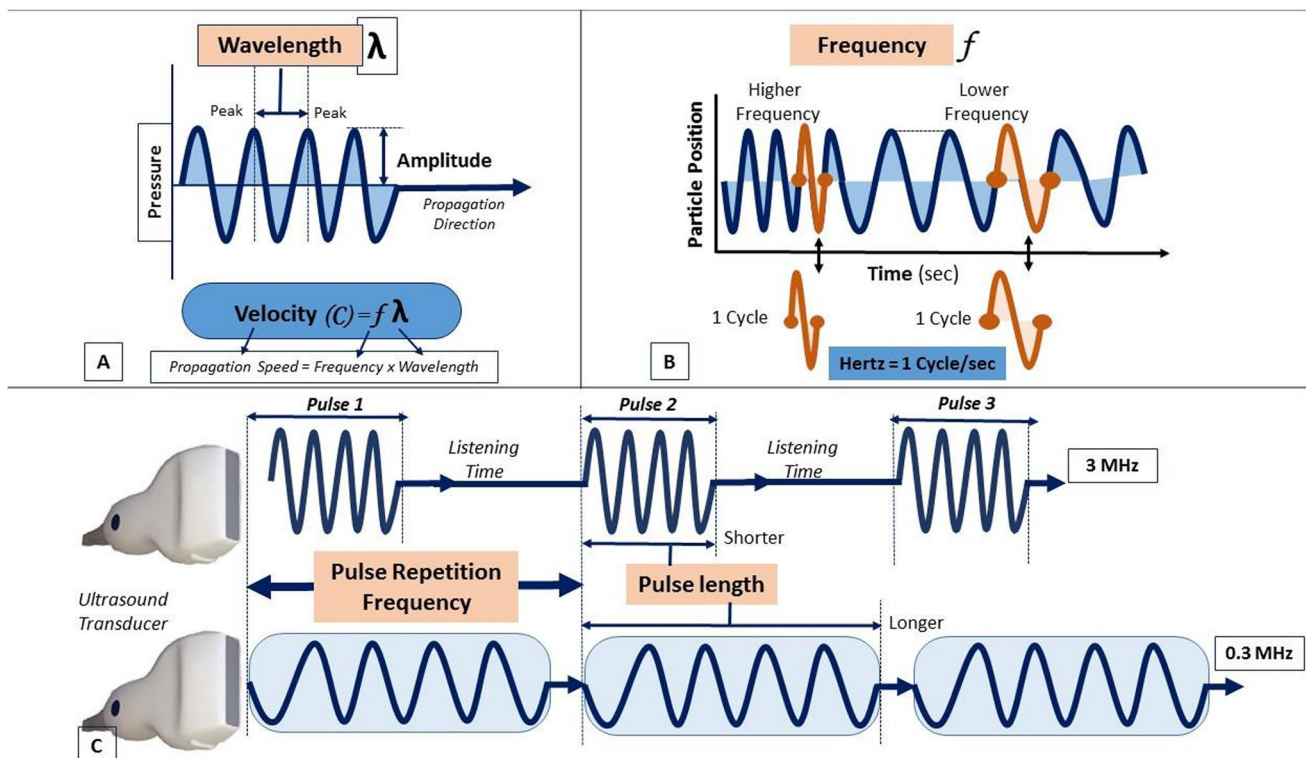 Wavelength λ
Peak
Peak
Pressure
Amplitude
Propagation
Direction
Velocity (C) = f λ
Propagation Speed = Frequency x Wavelength
A
Frequency f
Higher
Frequency
Lower
Frequency
Particle Position
Time (sec)
1 Cycle
1 Cycle
Hertz = 1 Cycle/sec
B
Pulse 1
Pulse 2
Pulse 3
Listening
Time
Listening
Time
3 MHz
Shorter
Pulse Repetition
Frequency
Pulse length
Ultrasound
Transducer
Longer
0.3 MHz
C